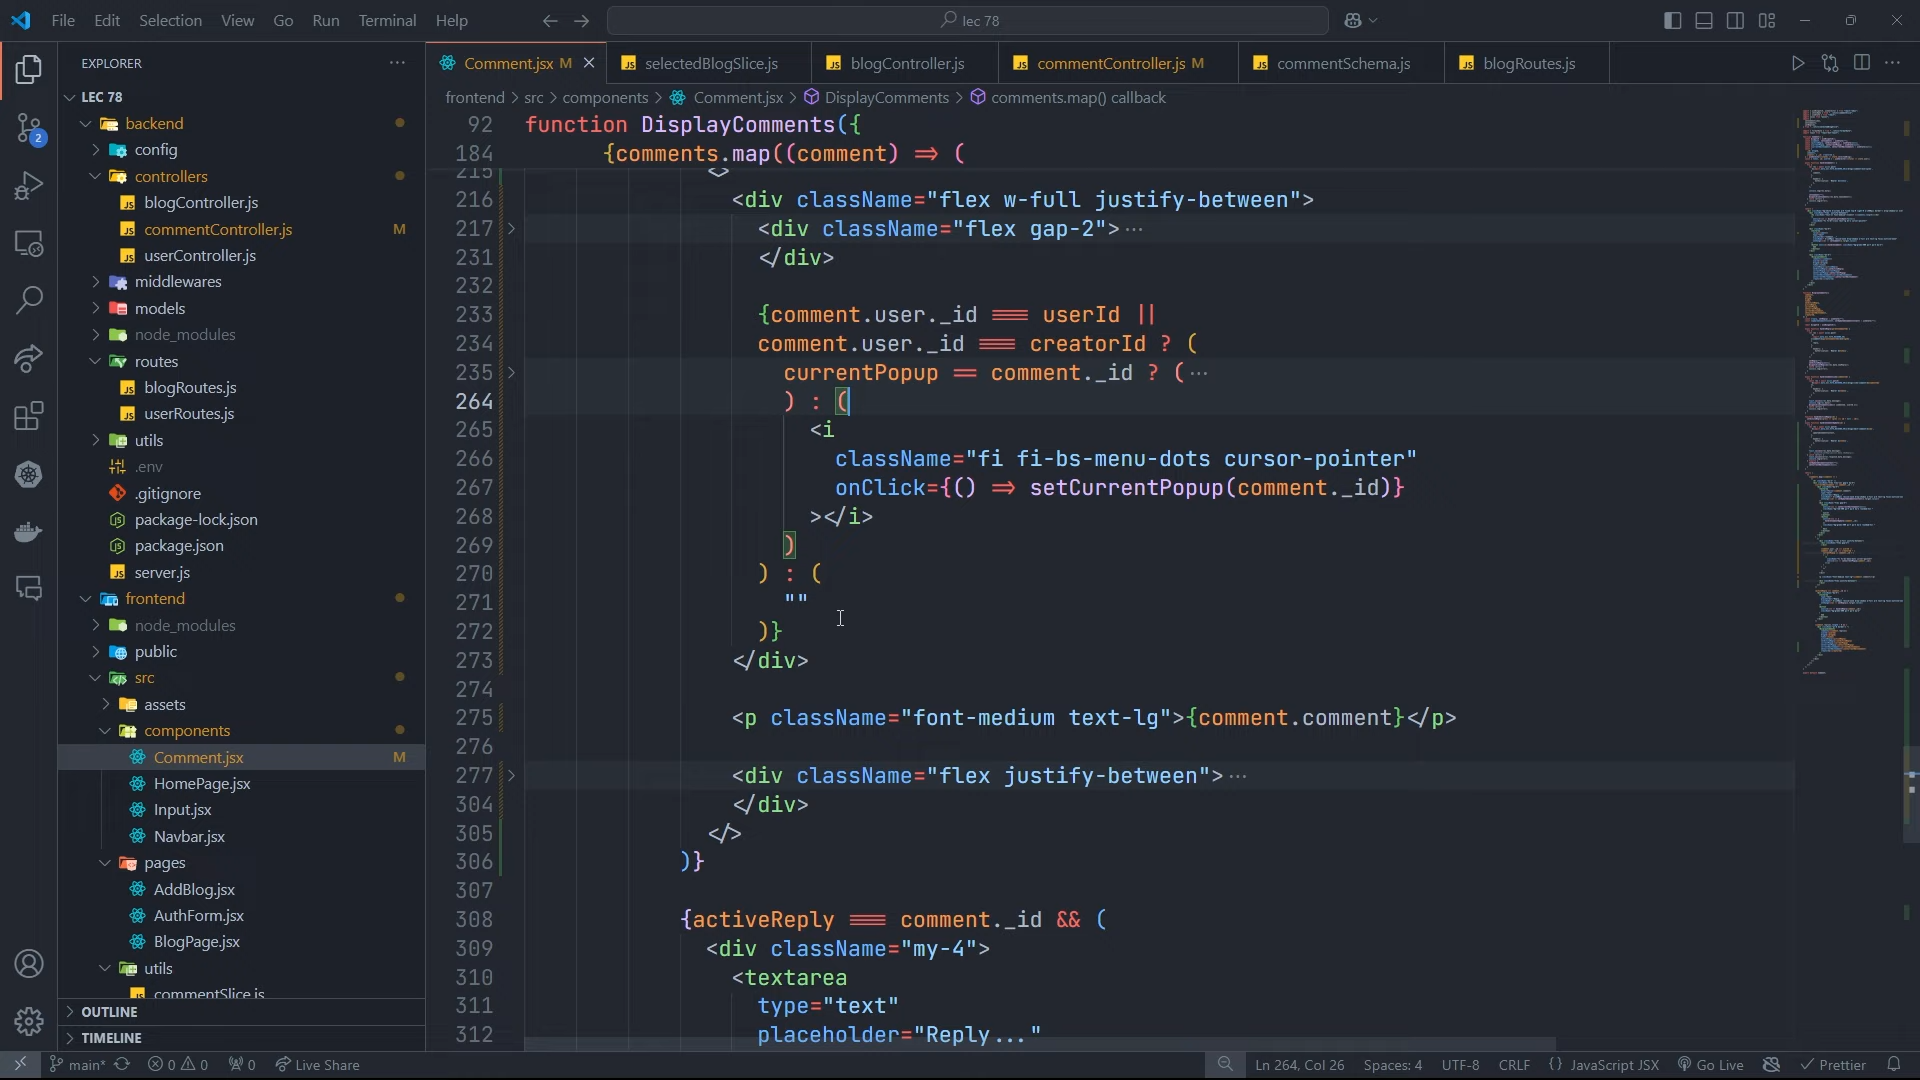 File Edit Selection View Go Run Terminal Help
lec 78
EXPLORER
Comment.jsx M
selectedBlogSlice.js
blogController.js
commentController.js M
commentSchema.js
blogRoutes.js
frontend > src > components > Comment.jsx > DisplayComments > comments.map() callback
LEC 78
backend
config
controllers
blogController.js
commentController.js M
userController.js
middlewares
models
node_modules
routes
blogRoutes.js
userRoutes.js
utils
.env
.gitignore
package-lock.json
package.json
server.js
frontend
node_modules
public
src
assets
components
Comment.jsx M
HomePage.jsx
Input.jsx
Navbar.jsx
pages
AddBlog.jsx
AuthForm.jsx
BlogPage.jsx
utils
commentSlice.js
OUTLINE
TIMELINE
2
92 function DisplayComments({
184 {comments.map((comment) => (
215 <>
216 <div className="flex w-full justify-between">
217 <div className="flex gap-2">…
231 </div>
232
233 {comment.user._id === userId ||
234 comment.user._id === creatorId ? (
235 currentPopup == comment._id ? (…
264 ) : (
265 <i
266 className="fi fi-bs-menu-dots cursor-pointer"
267 onClick={() => setCurrentPopup(comment._id)}
268 ></i>
269 )
270 ) : (
271 ""
272 )}
273 </div>
274
275 <p className="font-medium text-lg">{comment.comment}</p>
276
277 <div className="flex justify-between">…
304 </div>
305 </>
306 )}
307
308 {activeReply === comment._id && (
309 <div className="my-4">
310 <textarea
311 type="text"
312 placeholder="Reply..."
main* 0 0 0 Live Share
Ln 264, Col 26 Spaces: 4 UTF-8 CRLF {} JavaScript JSX Go Live Prettier